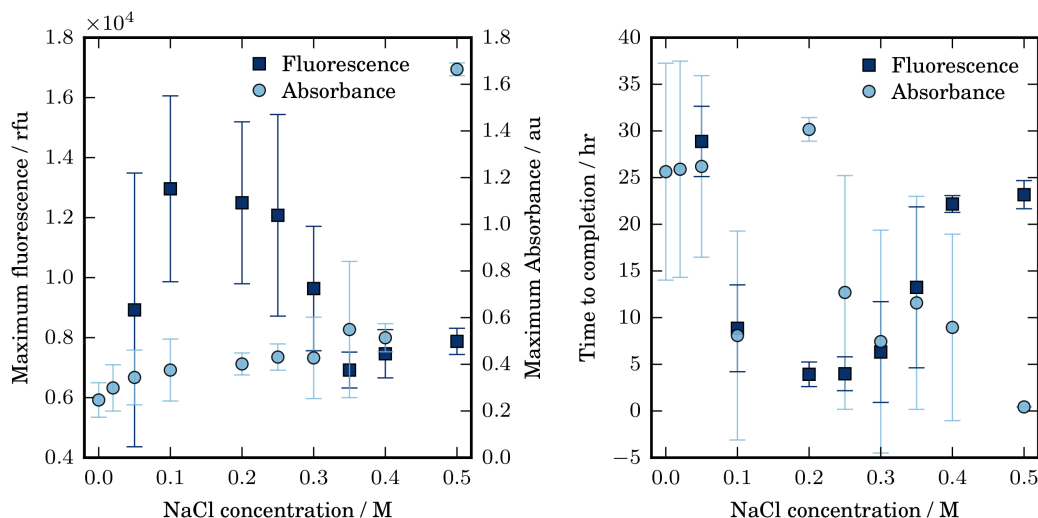 ×10⁴
1.8
1.6
1.4
1.2
1.0
0.8
0.6
0.4
Maximum fluorescence / rfu
Fluorescence
Absorbance
1.8
1.6
1.4
1.2
1.0
0.8
0.6
0.4
0.2
0.0
Maximum Absorbance / au
0.0 0.1 0.2 0.3 0.4 0.5
NaCl concentration / M
40
35
30
25
20
15
10
5
0
−5
Time to completion / hr
Fluorescence
Absorbance
0.0 0.1 0.2 0.3 0.4 0.5
NaCl concentration / M